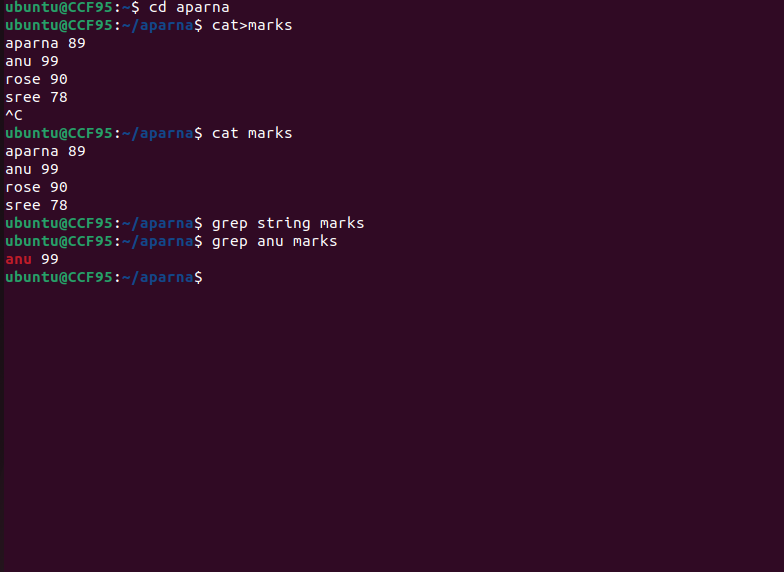 ubuntu@CCF95:~$ cd aparna
ubuntu@CCF95:~/aparna$ cat>marks
aparna 89
anu 99
rose 90
sree 78
^C
ubuntu@CCF95:~/aparna$ cat marks
aparna 89
anu 99
rose 90
sree 78
ubuntu@CCF95:~/aparna$ grep string marks
ubuntu@CCF95:~/aparna$ grep anu marks
anu 99
ubuntu@CCF95:~/aparna$